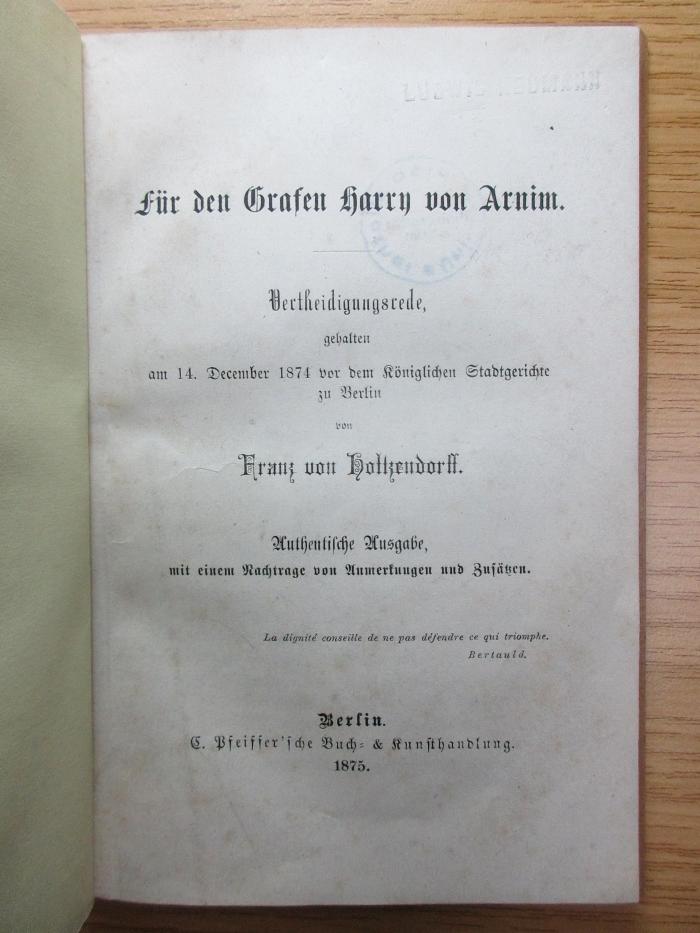 Für den Grafen Harry von Arnim.
Vertheidigungsrede,
gehalten
am 14. December 1874 vor dem Königlichen Stadtgerichte
zu Berlin
von
Franz von Holtzendorff.
Authentische Ausgabe,
mit einem Nachtrage von Anmerkungen und Zusätzen.
La dignité conseille de ne pas défendre ce qui triomphe.
Bertauld.
Berlin.
C. Pfeiffer'sche Buch- & Kunsthandlung.
1875.